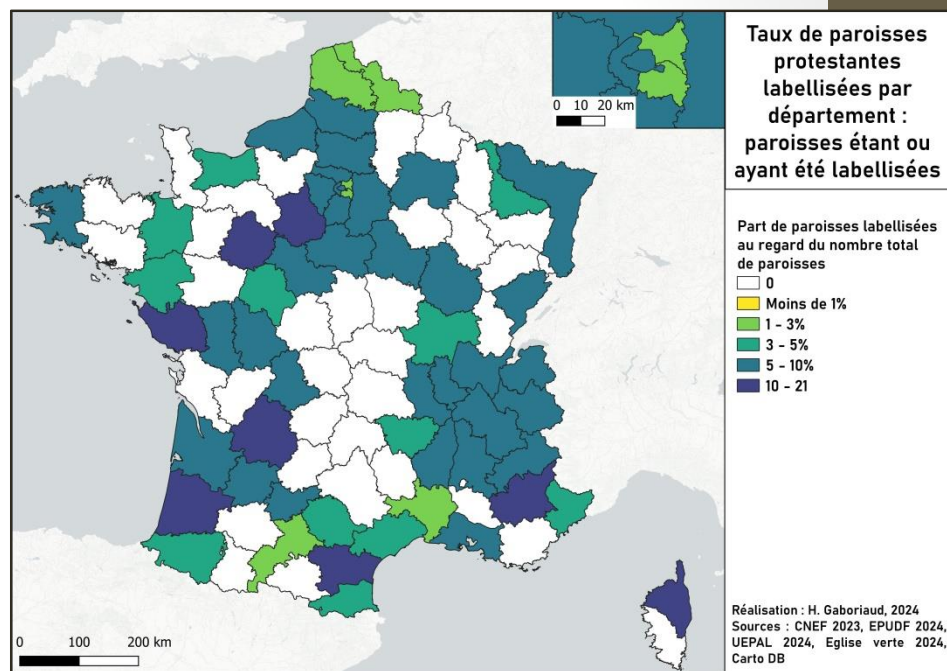 Taux de paroisses
protestantes
labellisées par
département :
paroisses étant ou
ayant été labellisées
0 10 20 km
Part de paroisses labellisées
au regard du nombre total
de paroisses
0
Moins de 1%
1 - 3%
3 - 5%
5 - 10%
10 - 21
0 100 200 km
Réalisation : H. Gaboriaud, 2024
Sources : CNEF 2023, EPUDF 2024,
UEPAL 2024, Eglise verte 2024,
Carto DB